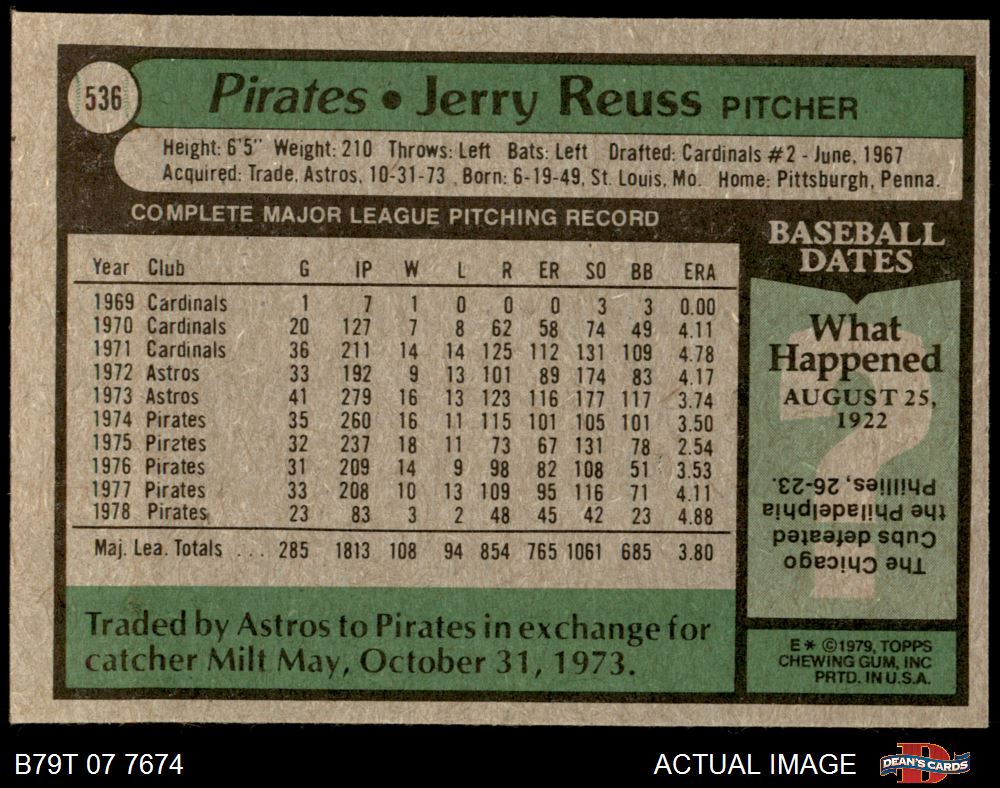 536
Pirates • Jerry Reuss PITCHER
Height: 6'5" Weight: 210 Throws: Left Bats: Left Drafted: Cardinals #2 - June, 1967
Acquired: Trade, Astros, 10-31-73 Born: 6-19-49, St. Louis, Mo. Home: Pittsburgh, Penna.
COMPLETE MAJOR LEAGUE PITCHING RECORD
Year Club G IP W L R ER SO BB ERA
1969 Cardinals 1 7 1 0 0 0 3 3 0.00
1970 Cardinals 20 127 7 8 62 58 74 49 4.11
1971 Cardinals 36 211 14 14 125 112 131 109 4.78
1972 Astros 33 192 9 13 101 89 174 83 4.17
1973 Astros 41 279 16 13 123 116 177 117 3.74
1974 Pirates 35 260 16 11 115 101 105 101 3.50
1975 Pirates 32 237 18 11 73 67 131 78 2.54
1976 Pirates 31 209 14 9 98 82 108 51 3.53
1977 Pirates 33 208 10 13 109 95 116 71 4.11
1978 Pirates 23 83 3 2 48 45 42 23 4.88
Maj. Lea. Totals ... 285 1813 108 94 854 765 1061 685 3.80
Traded by Astros to Pirates in exchange for
catcher Milt May, October 31, 1973.
BASEBALL
DATES
What
Happened
AUGUST 25,
1922
?
The Chicago
Cubs defeated
the Philadelphia
Phillies, 26-23.
E* ©1979, TOPPS
CHEWING GUM, INC
PRTD. IN U.S.A.
B79T 07 7674
ACTUAL IMAGE
D
DEAN'S CARDS